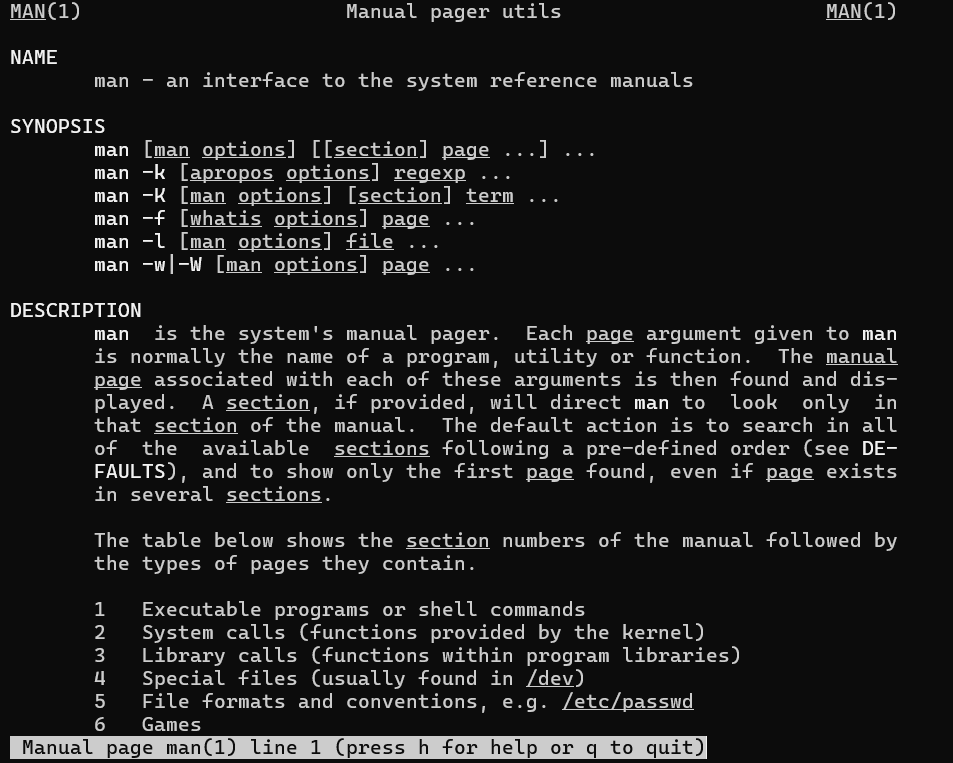 MAN(1) Manual pager utils MAN(1)
NAME
man - an interface to the system reference manuals
SYNOPSIS
man [man options] [[section] page ...] ...
man -k [apropos options] regexp ...
man -K [man options] [section] term ...
man -f [whatis options] page ...
man -l [man options] file ...
man -w|-W [man options] page ...
DESCRIPTION
man  is the system's manual pager.  Each page argument given to man
is normally the name of a program, utility or function.  The manual
page associated with each of these arguments is then found and dis-
played.  A section, if provided, will direct man to  look  only  in
that section of the manual.  The default action is to search in all
of  the  available  sections following a pre-defined order (see DE-
FAULTS), and to show only the first page found, even if page exists
in several sections.
The table below shows the section numbers of the manual followed by
the types of pages they contain.
1   Executable programs or shell commands
2   System calls (functions provided by the kernel)
3   Library calls (functions within program libraries)
4   Special files (usually found in /dev)
5   File formats and conventions, e.g. /etc/passwd
6   Games
Manual page man(1) line 1 (press h for help or q to quit)